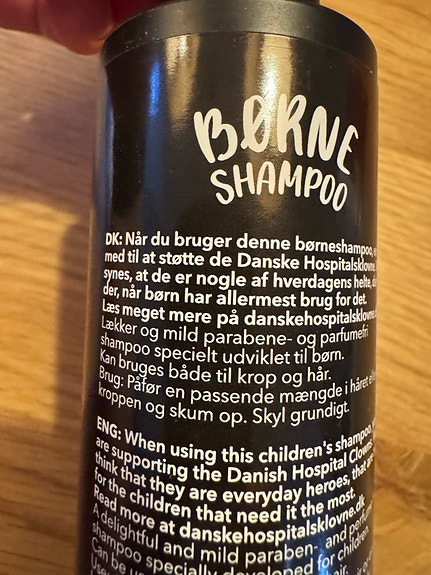 BØRNE
SHAMPOO
DK: Når du bruger denne børneshampoo,
med til at støtte de Danske Hospitalsklovne.
synes, at de er nogle af hverdagens helte,
der, når børn har allermest brug for det.
Læs meget mere på danskehospitalsklovne.
Lækker og mild parabene- og parfumefri
shampoo specielt udviklet til børn.
Kan bruges både til krop og hår.
Brug: Påfør en passende mængde i håret
kroppen og skum op. Skyl grundigt.
ENG: When using this children's shampoo,
are supporting the Danish Hospital Clowns
think that they are everyday heroes, that
for the children that need it the most.
Read more at danskehospitalsklovne.dk
A delightful and mild paraben- and
shampoo specially developed for children.
Can be